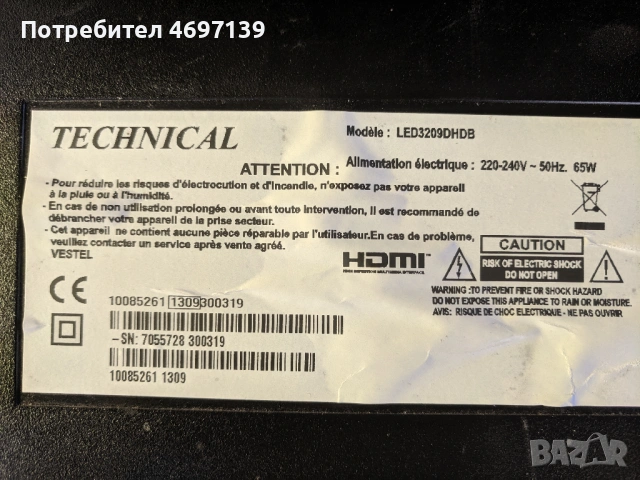 Потребител 4697139
TECHNICAL
Modèle : LED3209DHDB
Alimentation électrique : 220-240V ~ 50Hz. 65W
ATTENTION :
- Pour réduire les risques d'électrocution et d'incendie, n'exposez pas votre appareil
à la pluie ou à l'humidité.
- En cas de non utilisation prolongée ou avant toute intervention, Il est recommandé de
débrancher votre appareil de la prise secteur.
- Cet appareil ne contient aucune pièce réparable par l'utilisateur.En cas de problème,
veuillez contacter un service après vente agréé.
VESTEL
HDMI
HIGH DEFINITION MULTIMEDIA INTERFACE
CAUTION
RISK OF ELECTRIC SHOCK
DO NOT OPEN
WARNING :TO PREVENT FIRE OR SHOCK HAZARD
DO NOT EXPOSE THIS APPLIANCE TO RAIN OR MOISTURE.
AVIS: RISQUE DE CHOC ELECTRIQUE - NE PAS OUVRIR
CE
10085261 1309300319
-SN: 7055728 300319
10085261 1309
BAZAR